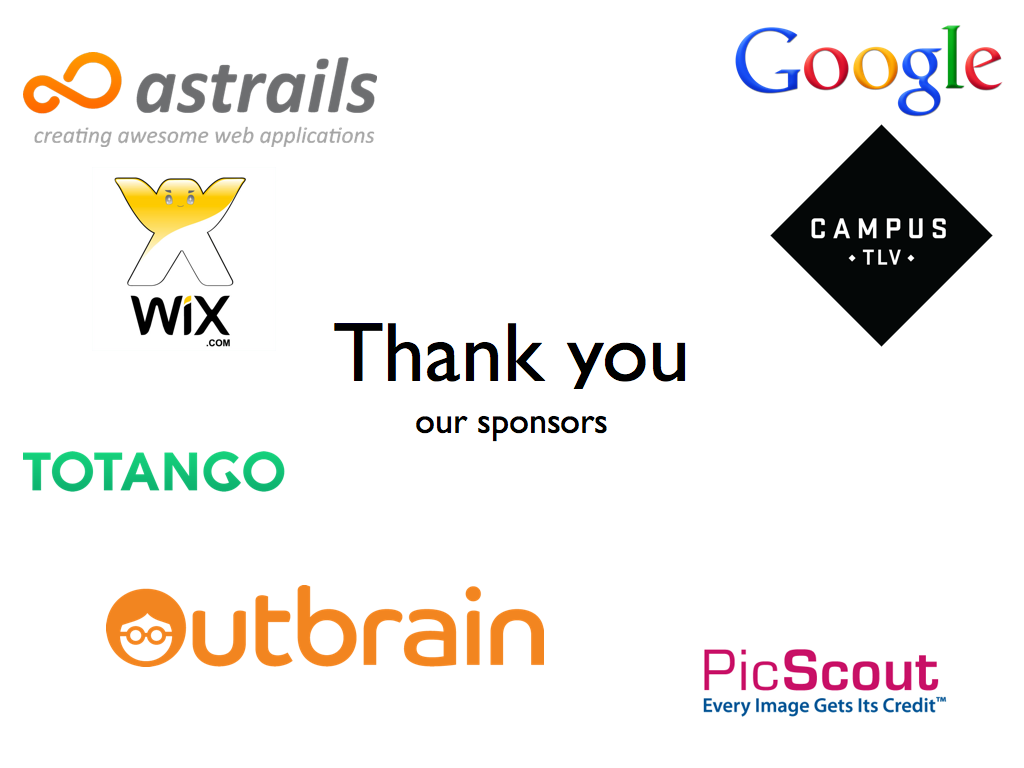 astrails
creating awesome web applications
Google
CAMPUS
TLV
WiX
.COM
Thank you
our sponsors
TOTANGO
Outbrain
PicScout
Every Image Gets Its Credit™